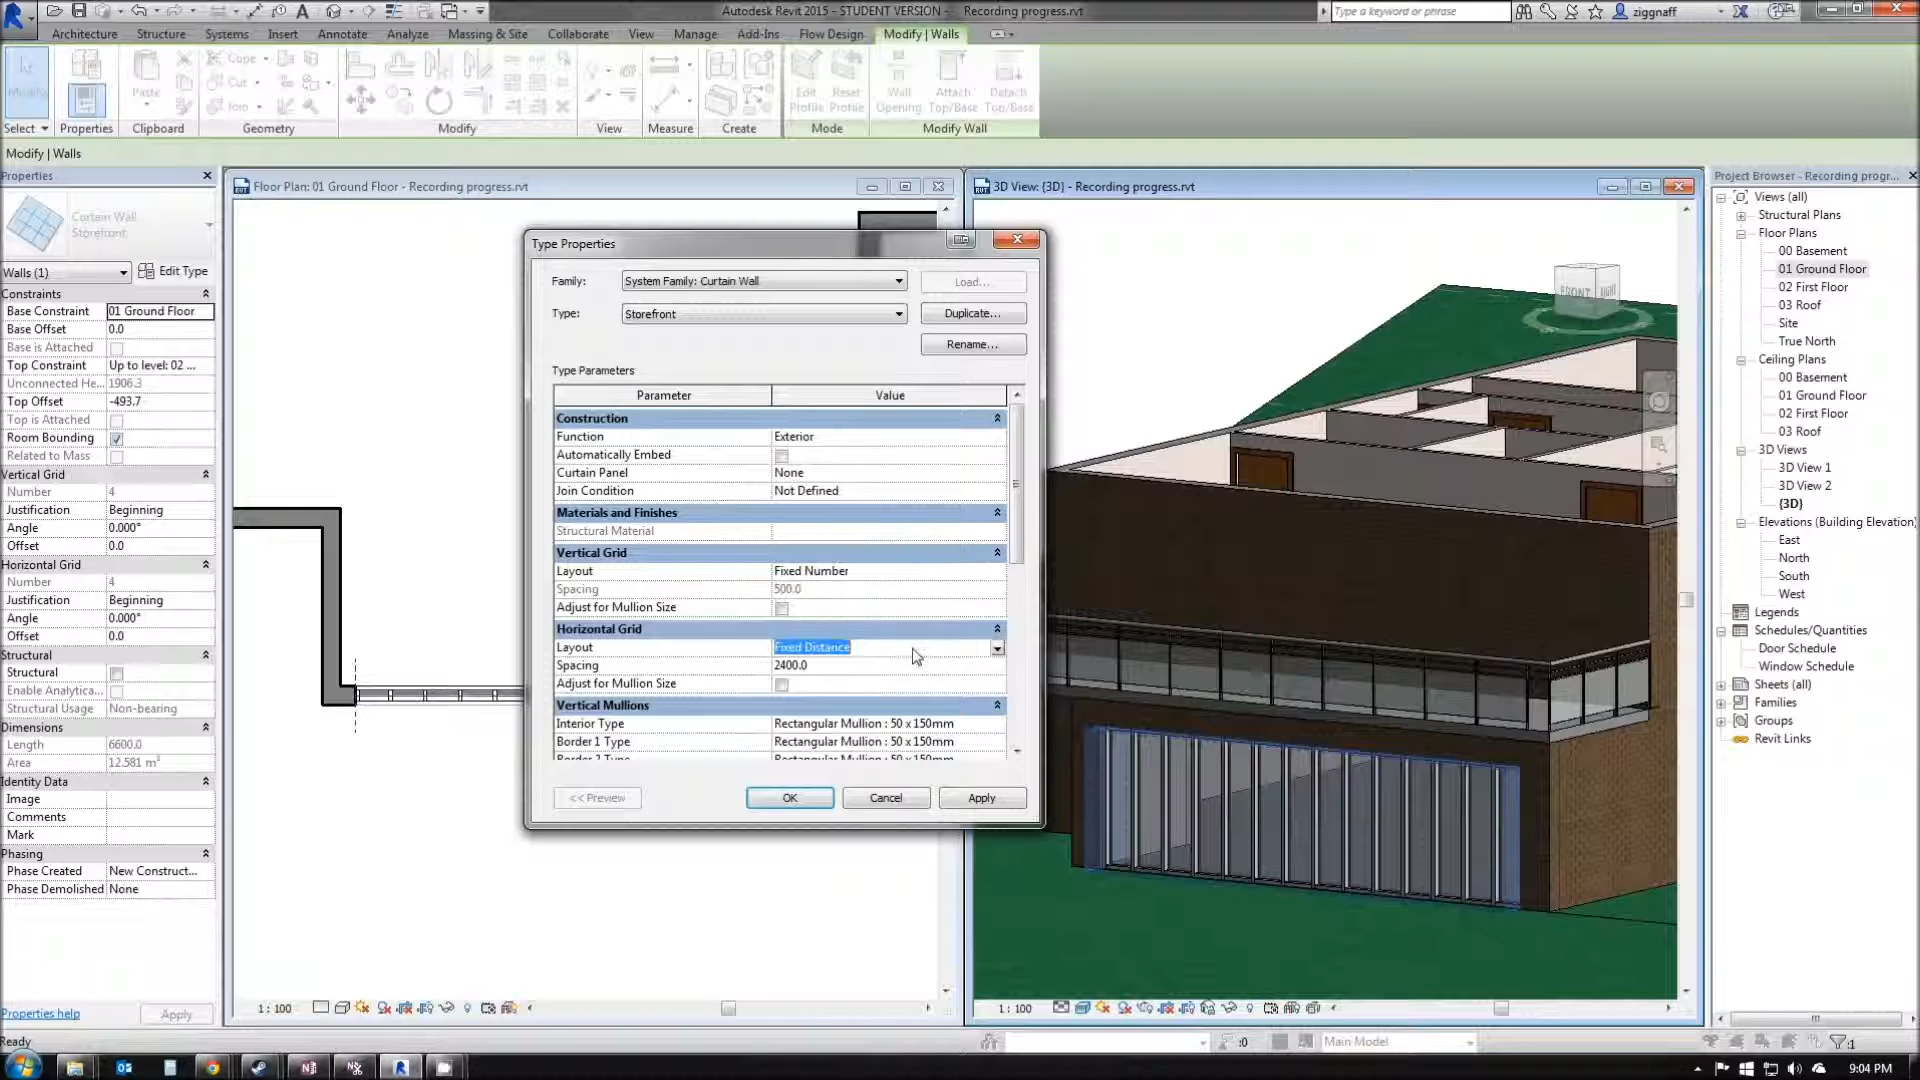 Autodesk Revit 2015 - STUDENT VERSION - Recording progress.rvt
Type a keyword or phrase
ziggnaff
Architecture Structure Systems Insert Annotate Analyze Massing & Site Collaborate View Manage Add-Ins Flow Design Modify | Walls
Modify Paste Cope Cut Join Edit Profile Reset Profile Wall Opening Attach Top/Base Detach Top/Base
Select Properties Clipboard Geometry Modify View Measure Create Mode Modify Wall
Modify | Walls
Properties
Curtain Wall
Storefront
Walls (1) Edit Type
Constraints
Base Constraint 01 Ground Floor
Base Offset 0.0
Base is Attached
Top Constraint Up to level: 02 ...
Unconnected He... 1906.3
Top Offset -493.7
Top is Attached
Room Bounding
Related to Mass
Vertical Grid
Number 4
Justification Beginning
Angle 0.000°
Offset 0.0
Horizontal Grid
Number 4
Justification Beginning
Angle 0.000°
Offset 0.0
Structural
Structural
Enable Analytica...
Structural Usage Non-bearing
Dimensions
Length 6600.0
Area 12.581 m²
Identity Data
Image
Comments
Mark
Phasing
Phase Created New Construct...
Phase Demolished None
Properties help Apply
Floor Plan: 01 Ground Floor - Recording progress.rvt
1 : 100
Type Properties
Family: System Family: Curtain Wall Load...
Type: Storefront Duplicate...
Rename...
Type Parameters
Parameter Value
Construction
Function Exterior
Automatically Embed
Curtain Panel None
Join Condition Not Defined
Materials and Finishes
Structural Material
Vertical Grid
Layout Fixed Number
Spacing 500.0
Adjust for Mullion Size
Horizontal Grid
Layout Fixed Distance
Spacing 2400.0
Adjust for Mullion Size
Vertical Mullions
Interior Type Rectangular Mullion : 50 x 150mm
Border 1 Type Rectangular Mullion : 50 x 150mm
Border 2 Type Rectangular Mullion : 50 x 150mm
<< Preview OK Cancel Apply
3D View: {3D} - Recording progress.rvt
FRONT RIGHT
1 : 100
Project Browser - Recording progr...
Views (all)
Structural Plans
Floor Plans
00 Basement
01 Ground Floor
02 First Floor
03 Roof
Site
True North
Ceiling Plans
00 Basement
01 Ground Floor
02 First Floor
03 Roof
3D Views
3D View 1
3D View 2
{3D}
Elevations (Building Elevation)
East
North
South
West
Legends
Schedules/Quantities
Door Schedule
Window Schedule
Sheets (all)
Families
Groups
Revit Links
Ready
:0
Main Model
:1
9:04 PM